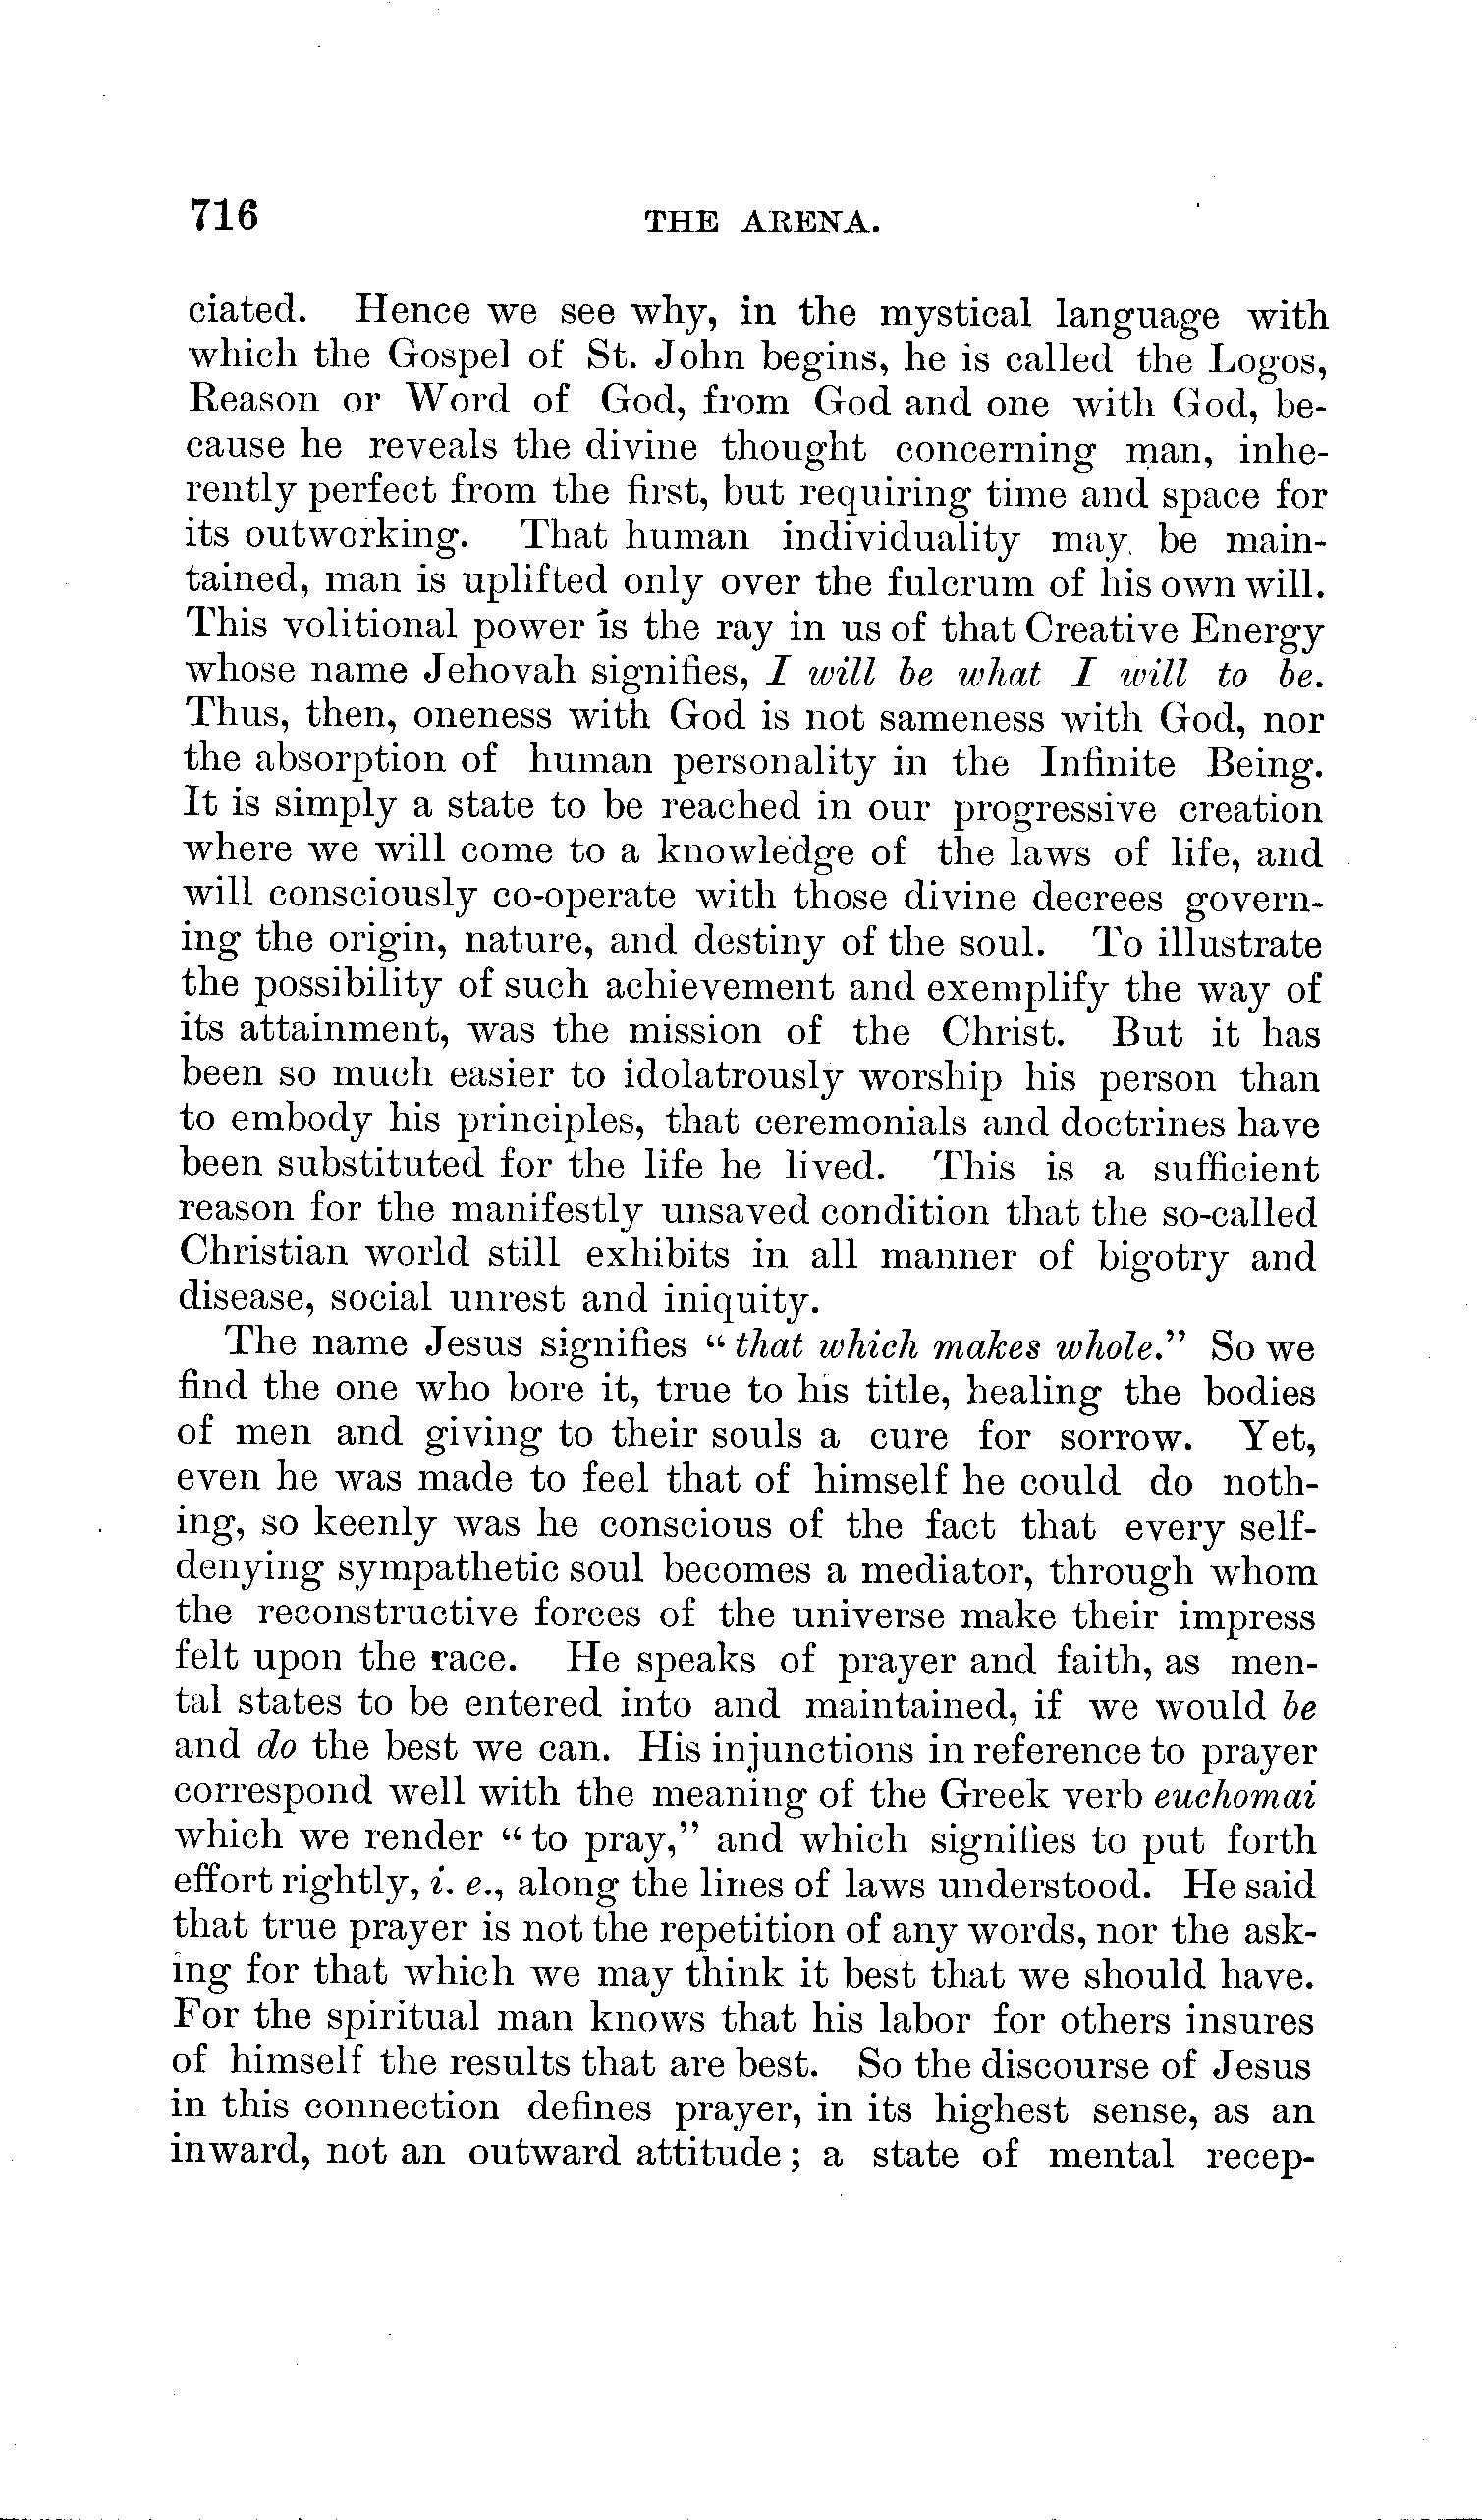 716 THE ARENA.
ciated. Hence we see why, in the mystical language with
which the Gospel of St. John begins, he is called the Logos,
Reason or Word of God, from God and one with God, be-
cause he reveals the divine thought concerning man, inhe-
rently perfect from the first, but requiring time and space for
its outworking. That human individuality may be main-
tained, man is uplifted only over the fulcrum of his own will.
This volitional power is the ray in us of that Creative Energy
whose name Jehovah signifies, I will be what I will to be.
Thus, then, oneness with God is not sameness with God, nor
the absorption of human personality in the Infinite Being.
It is simply a state to be reached in our progressive creation
where we will come to a knowledge of the laws of life, and
will consciously co-operate with those divine decrees govern-
ing the origin, nature, and destiny of the soul. To illustrate
the possibility of such achievement and exemplify the way of
its attainment, was the mission of the Christ. But it has
been so much easier to idolatrously worship his person than
to embody his principles, that ceremonials and doctrines have
been substituted for the life he lived. This is a sufficient
reason for the manifestly unsaved condition that the so-called
Christian world still exhibits in all manner of bigotry and
disease, social unrest and iniquity.
The name Jesus signifies "that which makes whole." So we
find the one who bore it, true to his title, healing the bodies
of men and giving to their souls a cure for sorrow. Yet,
even he was made to feel that of himself he could do noth-
ing, so keenly was he conscious of the fact that every self-
denying sympathetic soul becomes a mediator, through whom
the reconstructive forces of the universe make their impress
felt upon the race. He speaks of prayer and faith, as men-
tal states to be entered into and maintained, if we would be
and do the best we can. His injunctions in reference to prayer
correspond well with the meaning of the Greek verb euchomai
which we render "to pray," and which signifies to put forth
effort rightly, i. e., along the lines of laws understood. He said
that true prayer is not the repetition of any words, nor the ask-
ing for that which we may think it best that we should have.
For the spiritual man knows that his labor for others insures
of himself the results that are best. So the discourse of Jesus
in this connection defines prayer, in its highest sense, as an
inward, not an outward attitude; a state of mental recep-